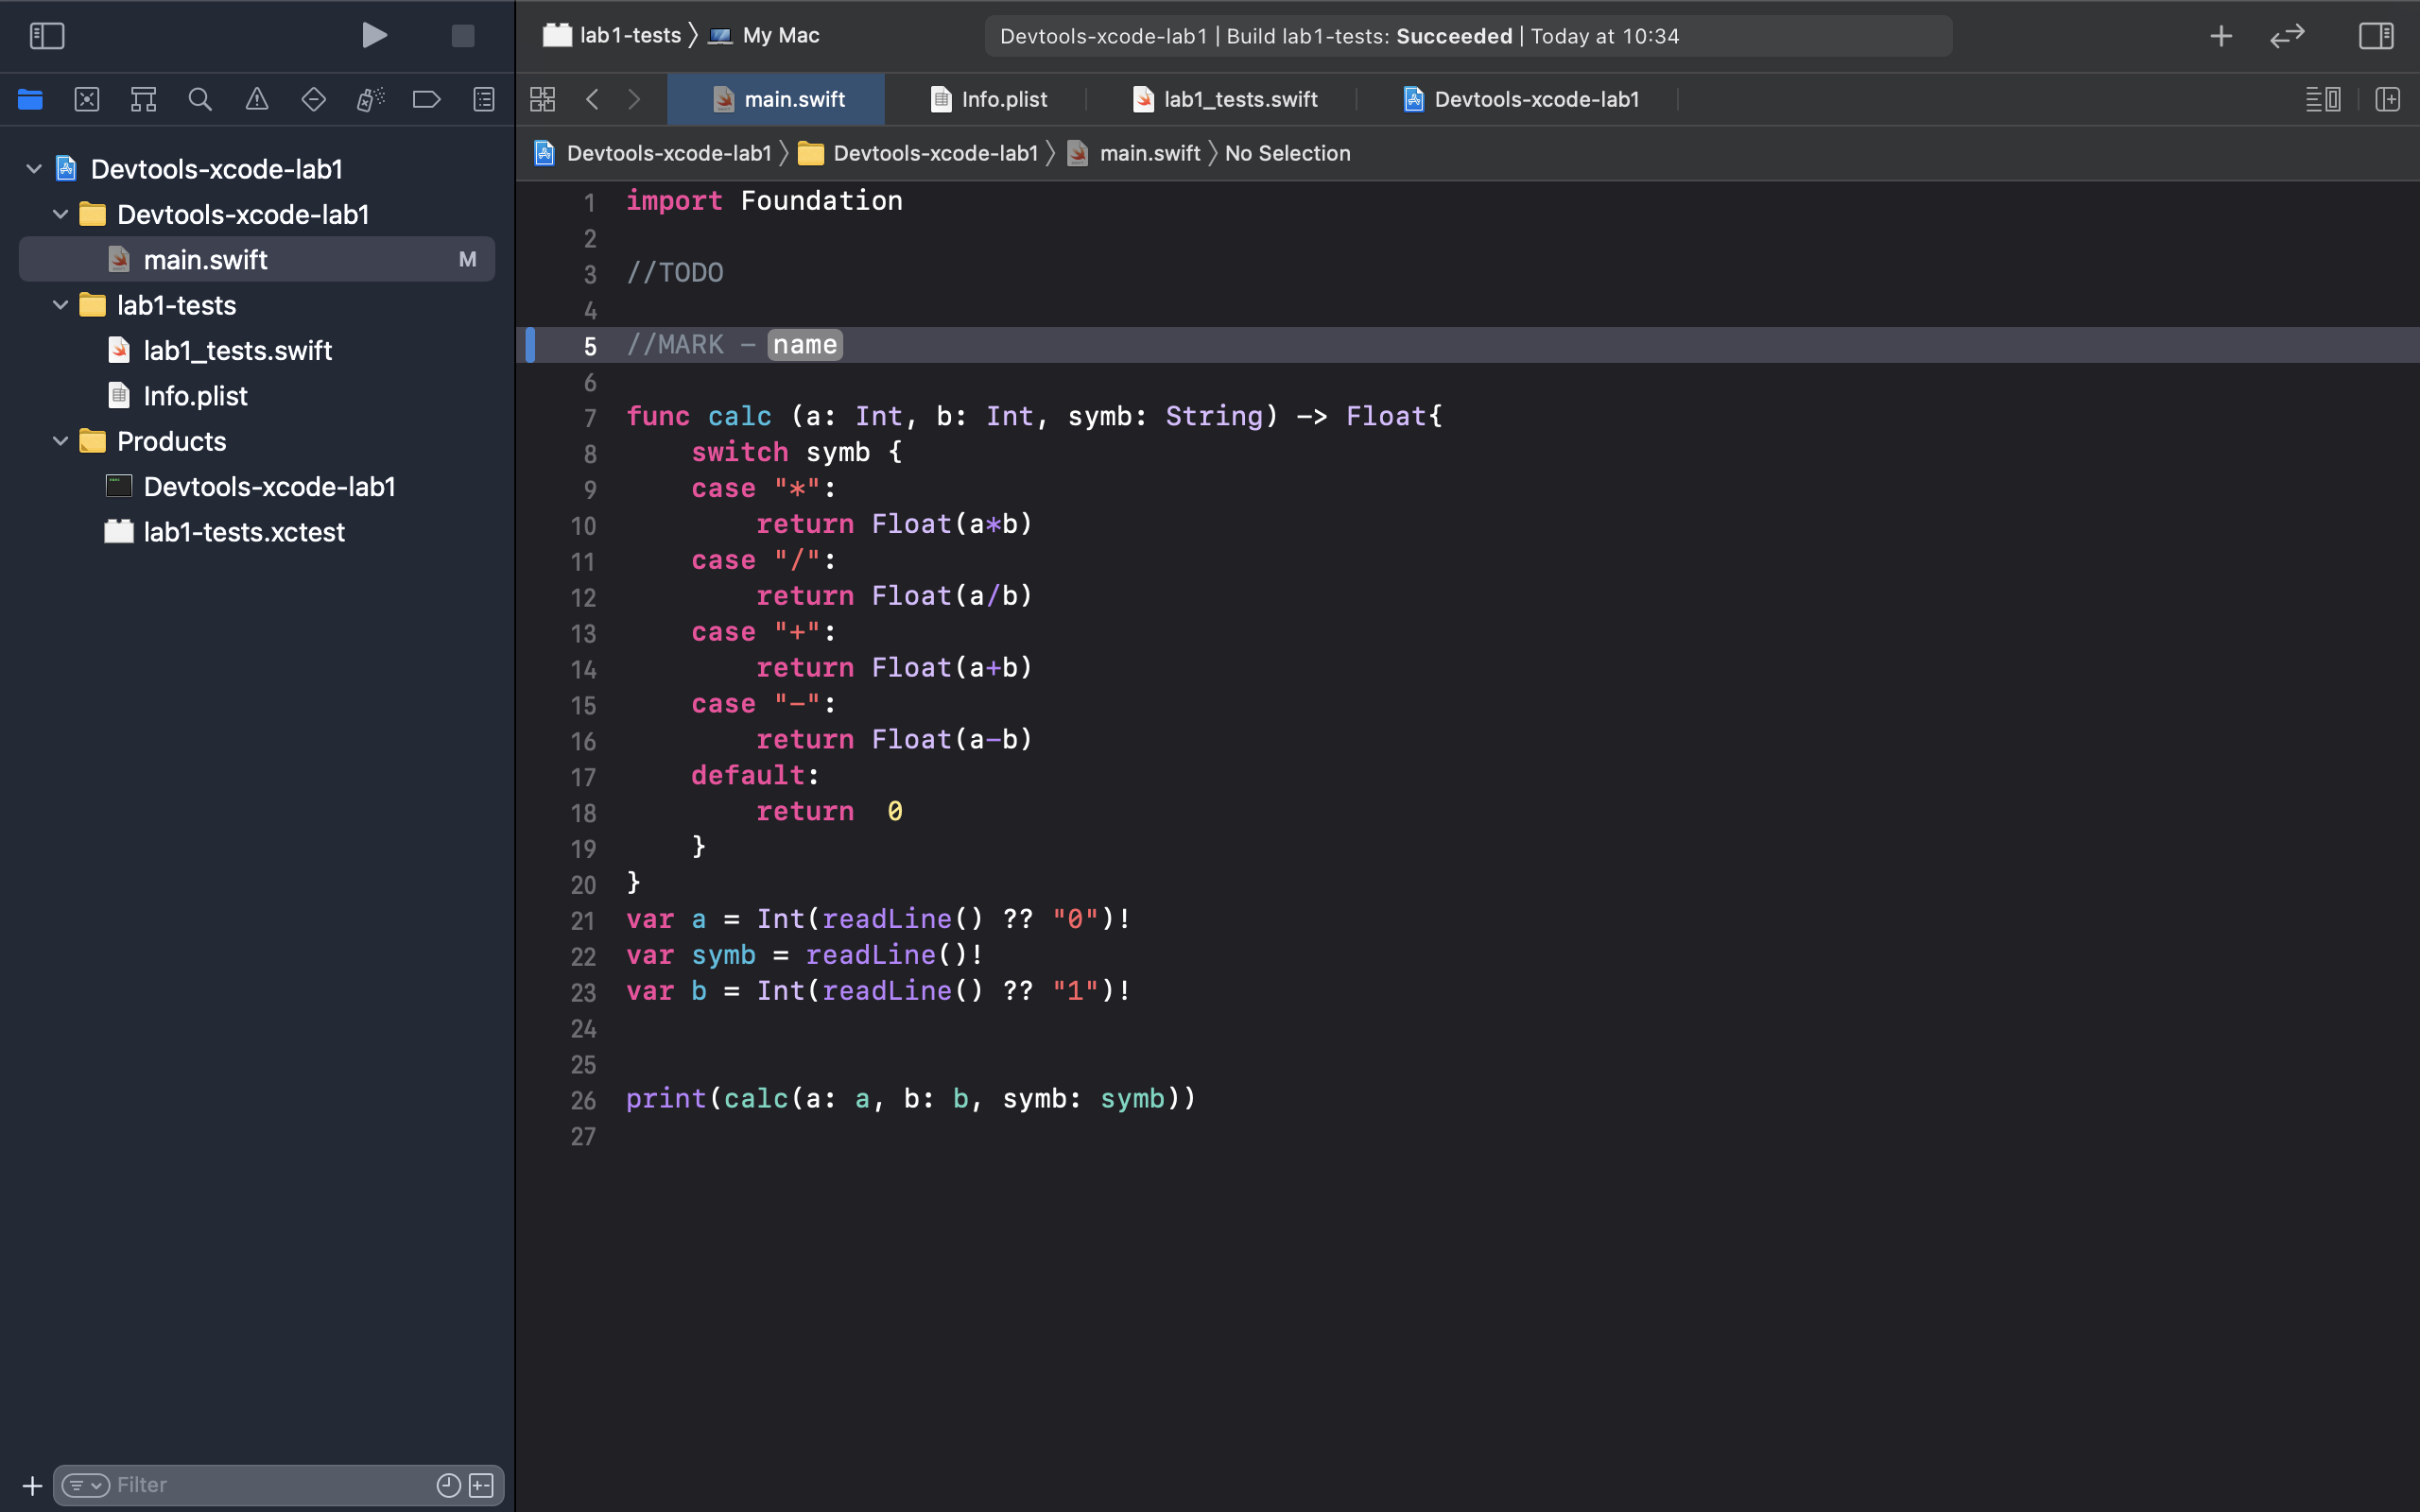 lab1-tests 〉 My Mac
Devtools-xcode-lab1 | Build lab1-tests: Succeeded | Today at 10:34
main.swift
Info.plist
lab1_tests.swift
Devtools-xcode-lab1
Devtools-xcode-lab1 〉 Devtools-xcode-lab1 〉 main.swift 〉 No Selection
Devtools-xcode-lab1
Devtools-xcode-lab1
main.swift M
lab1-tests
lab1_tests.swift
Info.plist
Products
Devtools-xcode-lab1
lab1-tests.xctest
Filter
1 import Foundation
2
3 //TODO
4
5 //MARK - name
6
7 func calc (a: Int, b: Int, symb: String) -> Float{
8     switch symb {
9     case "*":
10         return Float(a*b)
11     case "/":
12         return Float(a/b)
13     case "+":
14         return Float(a+b)
15     case "-":
16         return Float(a-b)
17     default:
18         return  0
19     }
20 }
21 var a = Int(readLine() ?? "0")!
22 var symb = readLine()!
23 var b = Int(readLine() ?? "1")!
24
25
26 print(calc(a: a, b: b, symb: symb))
27